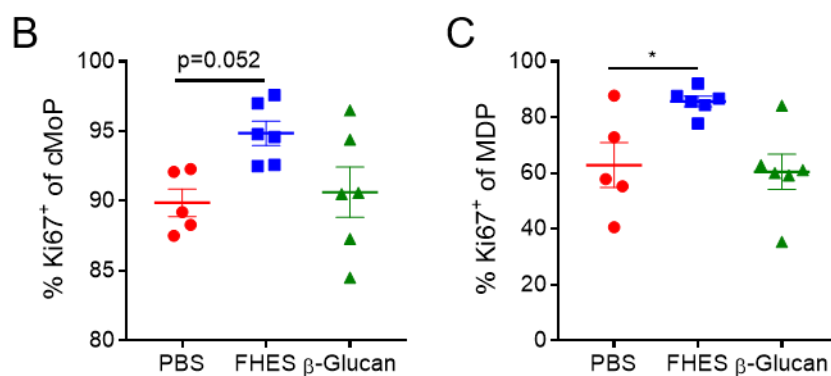 B
p=0.052
% Ki67⁺ of cMoP
100
95
90
85
80
PBS FHES β-Glucan
C
*
% Ki67⁺ of MDP
100
80
60
40
20
0
PBS FHES β-Glucan